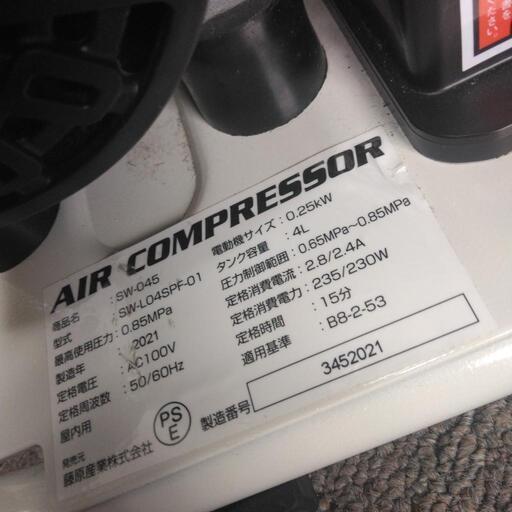 AIR COMPRESSOR
商品名 : SW-045
型式 : SW-L04SPF-01
最高使用圧力 : 0.85MPa
製造年 : 2021
定格電圧 : AC100V
定格周波数 : 50/60Hz
屋内用
発売元
藤原産業株式会社
PS
E
電動機サイズ : 0.25kW
タンク容量 : 4L
圧力制御範囲 : 0.65MPa~0.85MPa
定格消費電流 : 2.8/2.4A
定格消費電力 : 235/230W
定格時間 : 15分
適用基準 : B8-2-53
製造番号 3452021
ください